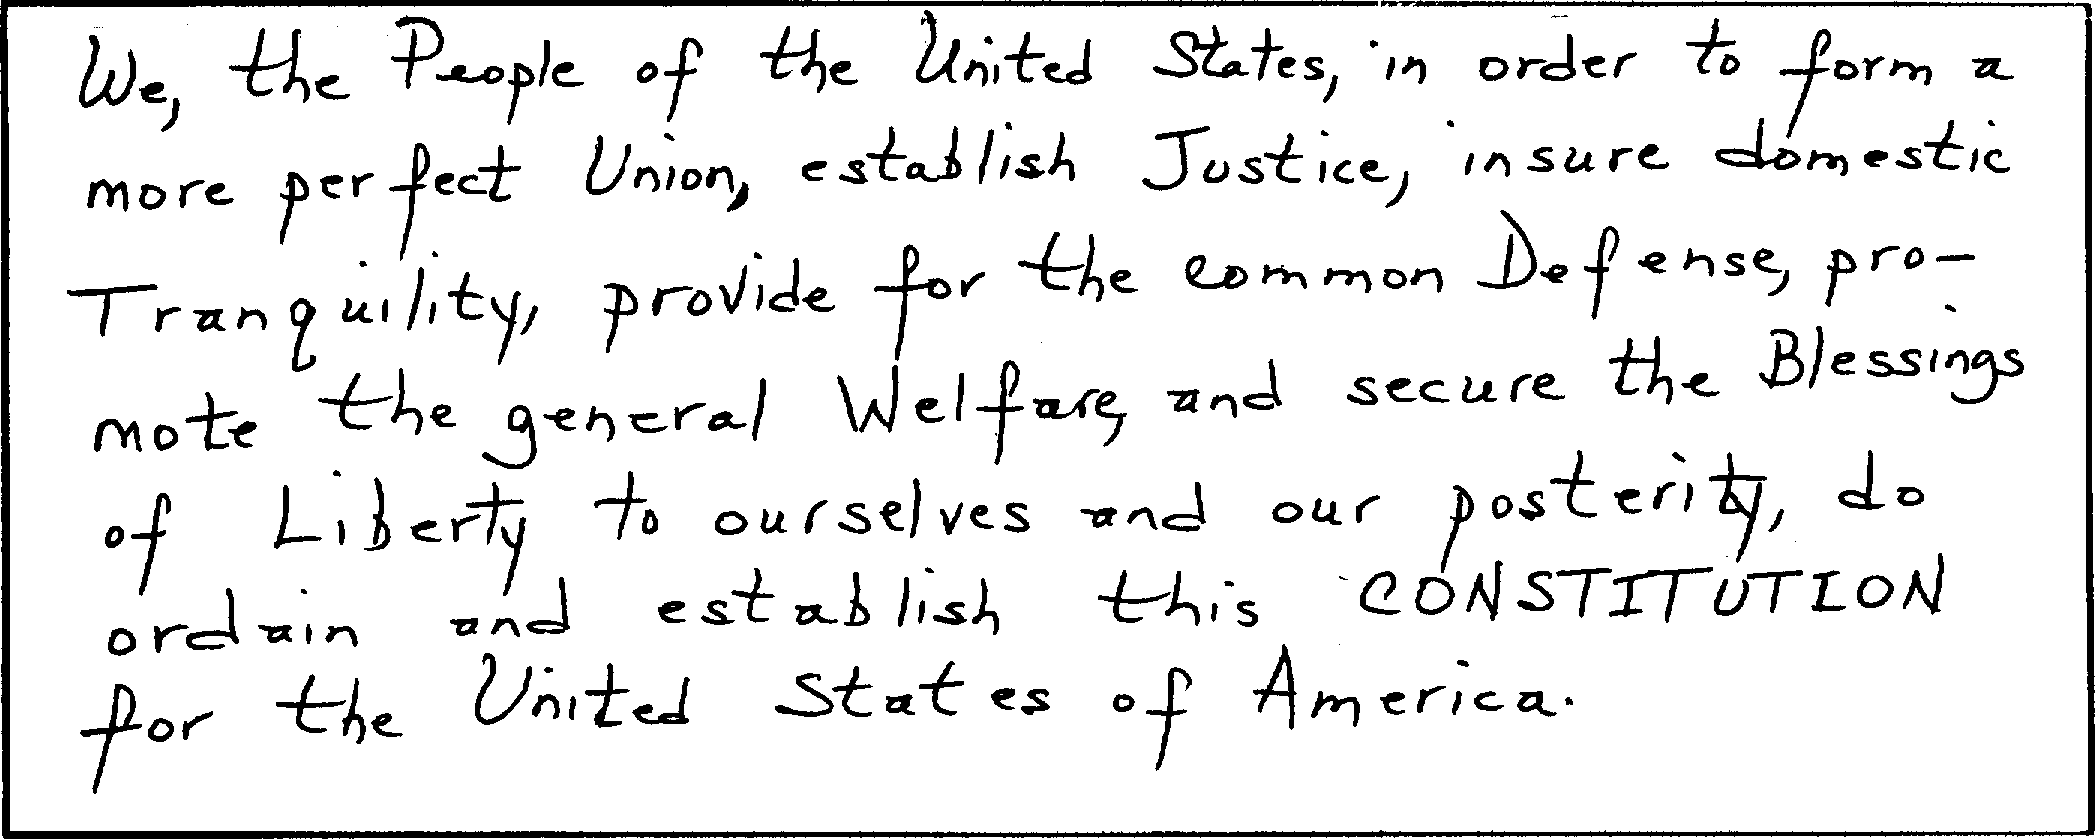 We, the People of the United States, in order to form a
more perfect Union, establish Justice, insure domestic
Tranquility, provide for the common Defense, pro-
mote the general Welfare, and secure the Blessings
of Liberty to ourselves and our posterity, do
ordain and establish this CONSTITUTION
for the United States of America.